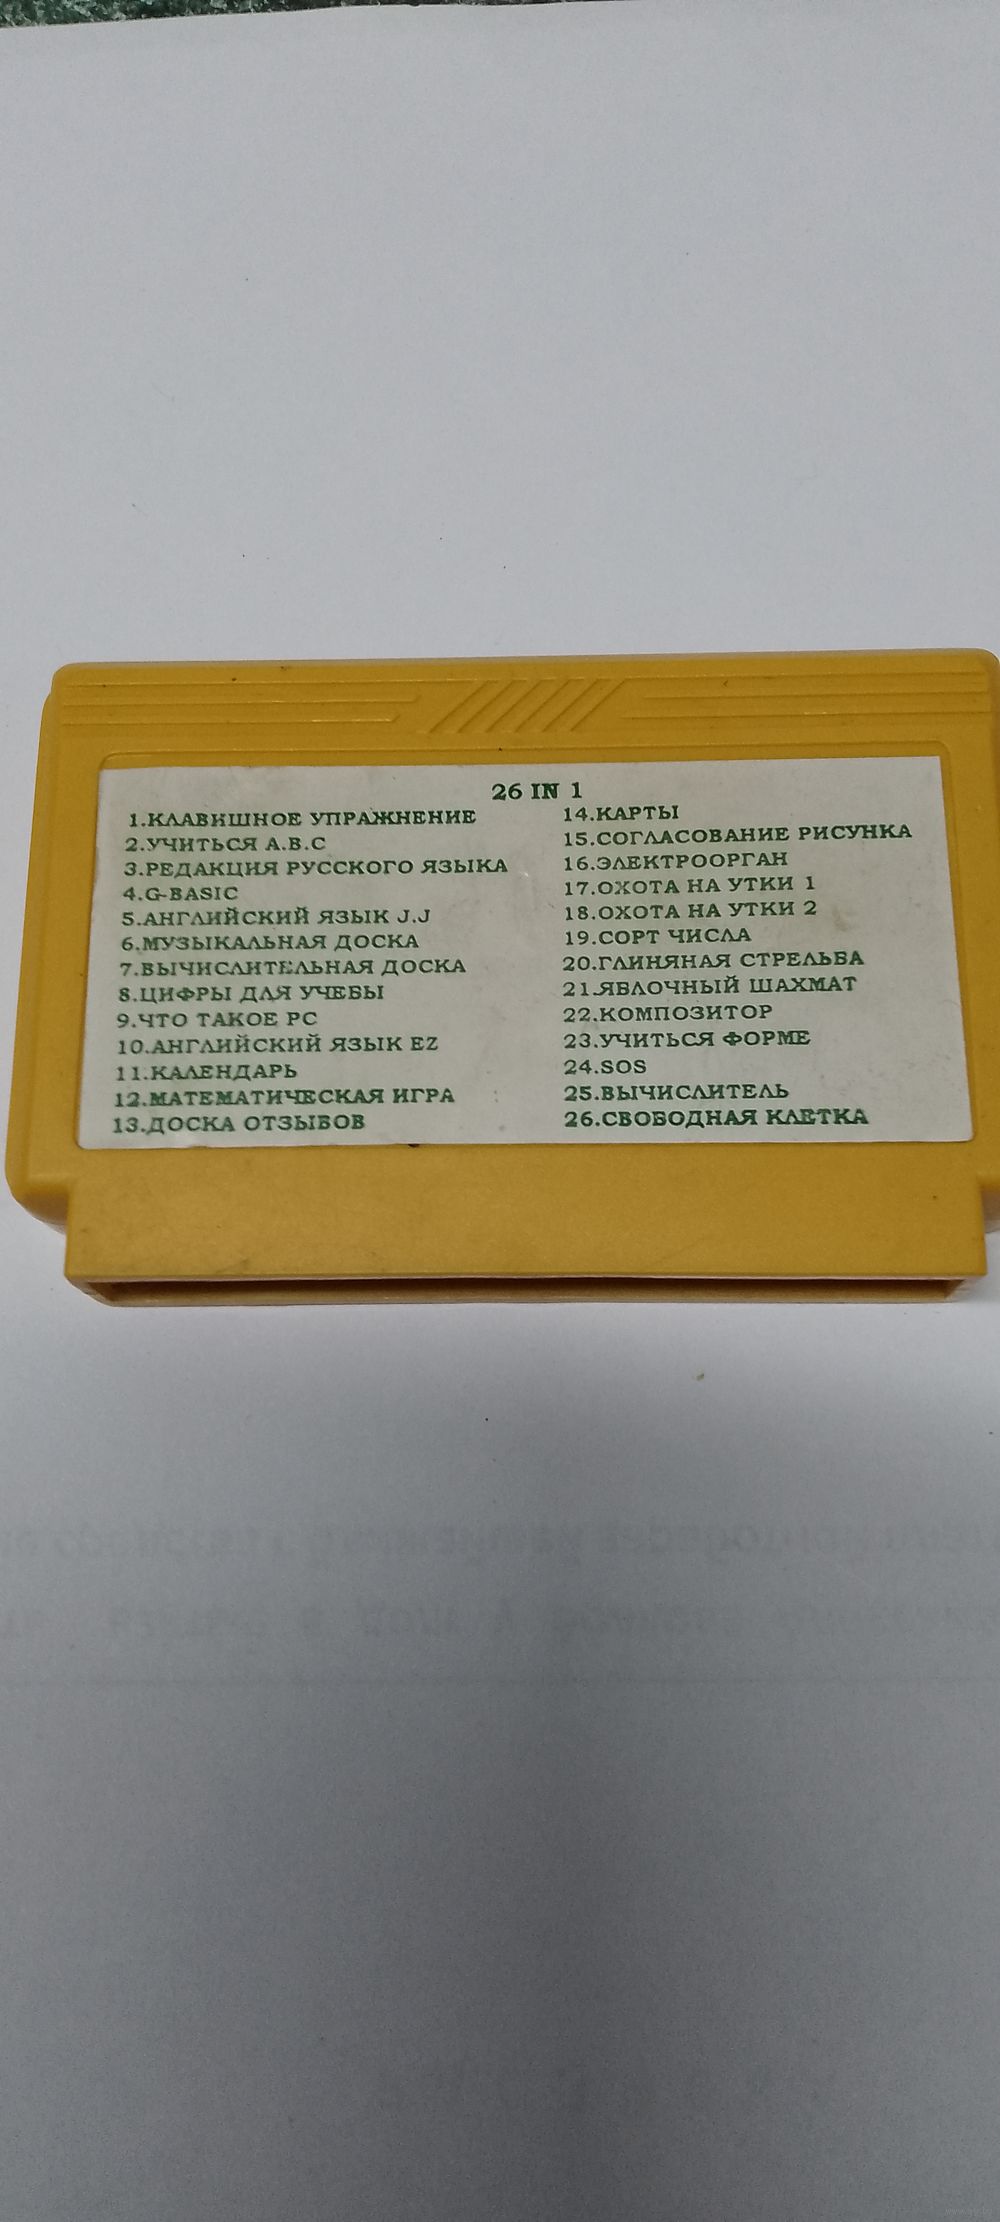 26 IN 1
1.КЛАВИШНОЕ УПРАЖНЕНИЕ
2.УЧИТЬСЯ A.B.C
3.РЕДАКЦИЯ РУССКОГО ЯЗЫКА
4.G-BASIC
5.АНГЛИЙСКИЙ ЯЗЫК J.J
6.МУЗЫКАЛЬНАЯ ДОСКА
7.ВЫЧИСЛИТЕЛЬНАЯ ДОСКА
8.ЦИФРЫ ДЛЯ УЧЕБЫ
9.ЧТО ТАКОЕ PC
10.АНГЛИЙСКИЙ ЯЗЫК EZ
11.КАЛЕНДАРЬ
12.МАТЕМАТИЧЕСКАЯ ИГРА
13.ДОСКА ОТЗЫВОВ
14.КАРТЫ
15.СОГЛАСОВАНИЕ РИСУНКА
16.ЭЛЕКТРООРГАН
17.ОХОТА НА УТКИ 1
18.ОХОТА НА УТКИ 2
19.СОРТ ЧИСЛА
20.ГЛИНЯНАЯ СТРЕЛЬБА
21.ЯВЛОЧНЫЙ ШАХМАТ
22.КОМПОЗИТОР
23.УЧИТЬСЯ ФОРМЕ
24.SOS
25.ВЫЧИСЛИТЕЛЬ
26.СВОБОДНАЯ КЛЕТКА